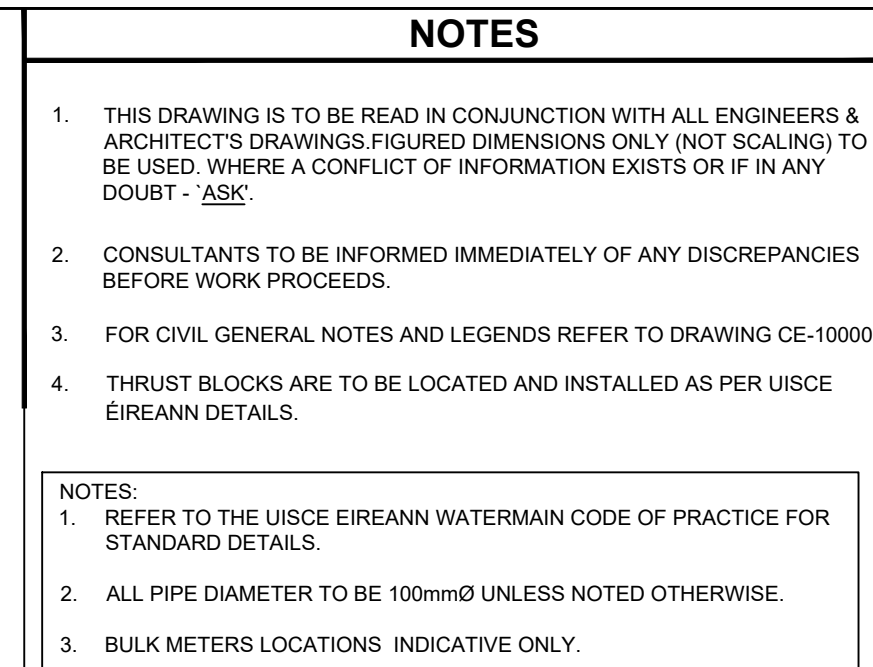 NOTES
1. THIS DRAWING IS TO BE READ IN CONJUNCTION WITH ALL ENGINEERS &
ARCHITECT'S DRAWINGS.FIGURED DIMENSIONS ONLY (NOT SCALING) TO
BE USED. WHERE A CONFLICT OF INFORMATION EXISTS OR IF IN ANY
DOUBT - `ASK'.
2. CONSULTANTS TO BE INFORMED IMMEDIATELY OF ANY DISCREPANCIES
BEFORE WORK PROCEEDS.
3. FOR CIVIL GENERAL NOTES AND LEGENDS REFER TO DRAWING CE-10000
4. THRUST BLOCKS ARE TO BE LOCATED AND INSTALLED AS PER UISCE
ÉIREANN DETAILS.
NOTES:
1. REFER TO THE UISCE EIREANN WATERMAIN CODE OF PRACTICE FOR
STANDARD DETAILS.
2. ALL PIPE DIAMETER TO BE 100mmØ UNLESS NOTED OTHERWISE.
3. BULK METERS LOCATIONS INDICATIVE ONLY.